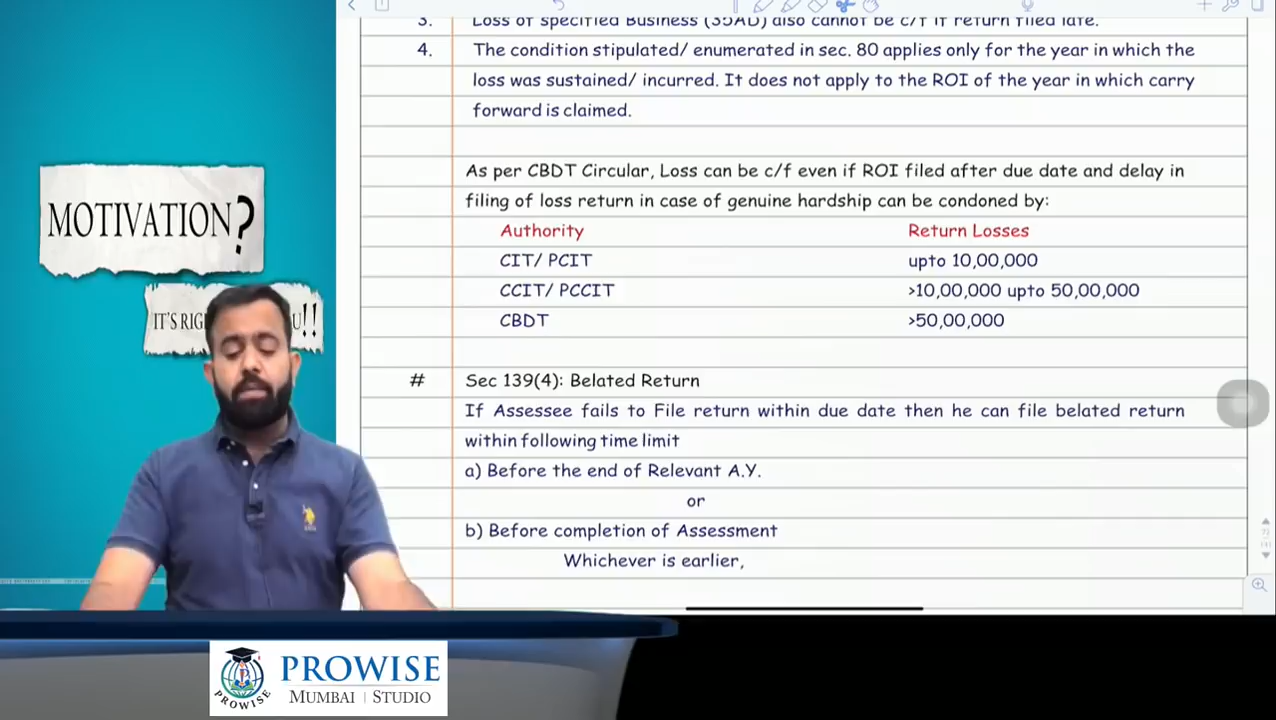 3. Loss of specified Business (35AD) also cannot be c/f if return filed late.
4. The condition stipulated/ enumerated in sec. 80 applies only for the year in which the
loss was sustained/ incurred. It does not apply to the ROI of the year in which carry
forward is claimed.
As per CBDT Circular, Loss can be c/f even if ROI filed after due date and delay in
filing of loss return in case of genuine hardship can be condoned by:
Authority Return Losses
CIT/ PCIT upto 10,00,000
CCIT/ PCCIT >10,00,000 upto 50,00,000
CBDT >50,00,000
# Sec 139(4): Belated Return
If Assessee fails to File return within due date then he can file belated return
within following time limit
a) Before the end of Relevant A.Y.
or
b) Before completion of Assessment
Whichever is earlier,
MOTIVATION?
IT'S RIG U!!
PROWISE
PROWISE
MUMBAI | STUDIO